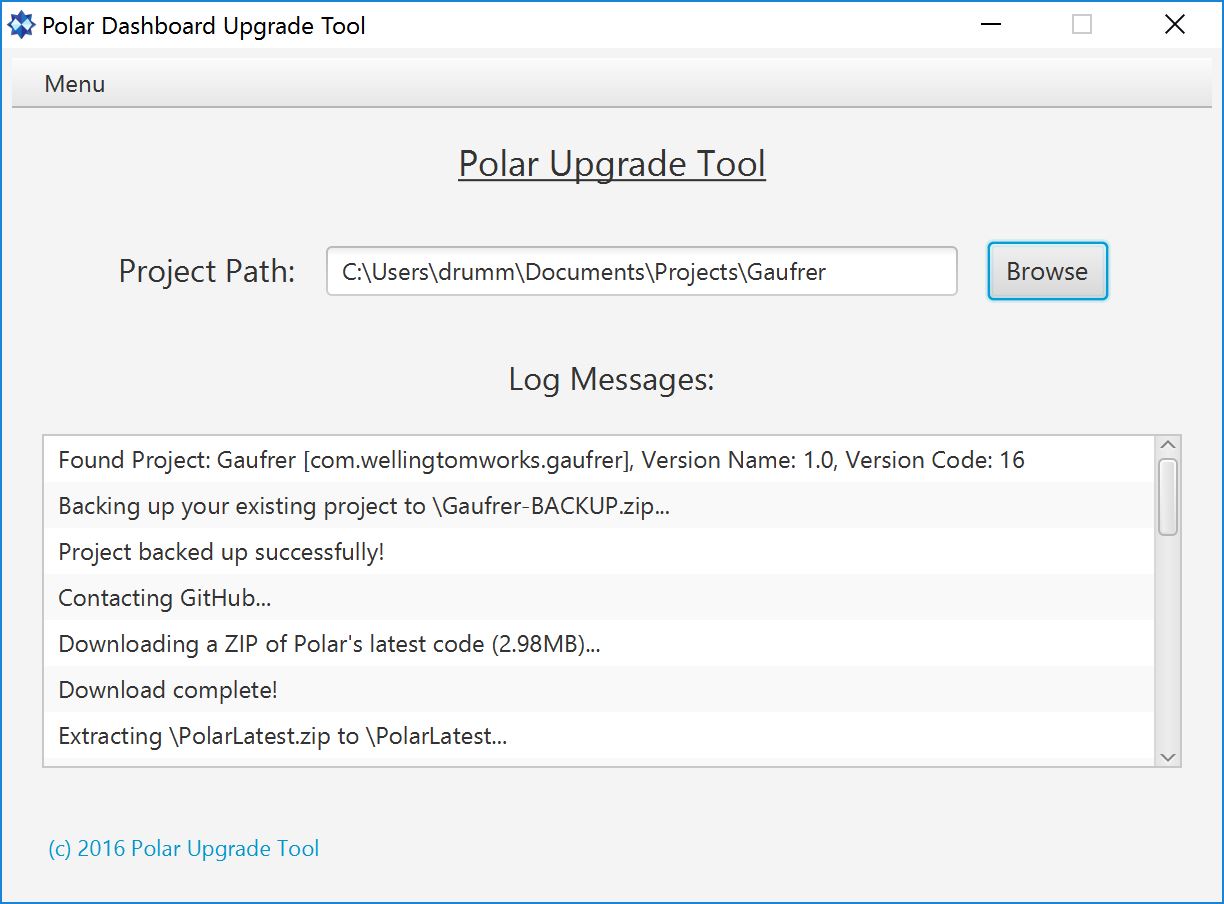 Polar Dashboard Upgrade Tool
Menu
Polar Upgrade Tool
Project Path: C:\Users\drumm\Documents\Projects\Gaufrer Browse
Log Messages:
Found Project: Gaufrer [com.wellingtomworks.gaufrer], Version Name: 1.0, Version Code: 16
Backing up your existing project to \Gaufrer-BACKUP.zip...
Project backed up successfully!
Contacting GitHub...
Downloading a ZIP of Polar's latest code (2.98MB)...
Download complete!
Extracting \PolarLatest.zip to \PolarLatest...
(c) 2016 Polar Upgrade Tool